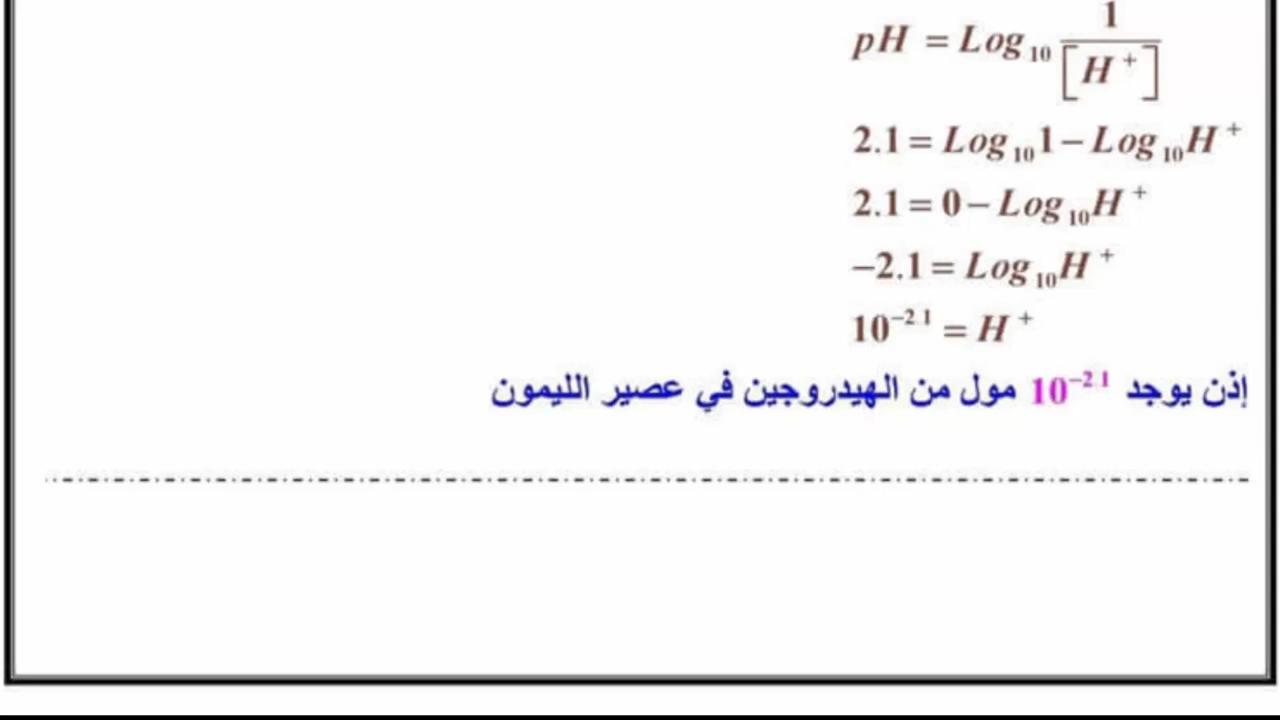 pH = Log₁₀ 1/[H⁺]
2.1 = Log₁₀1 − Log₁₀H⁺
2.1 = 0 − Log₁₀H⁺
−2.1 = Log₁₀H⁺
10⁻²·¹ = H⁺
إذن يوجد 10⁻²·¹ مول من الهيدروجين في عصير الليمون